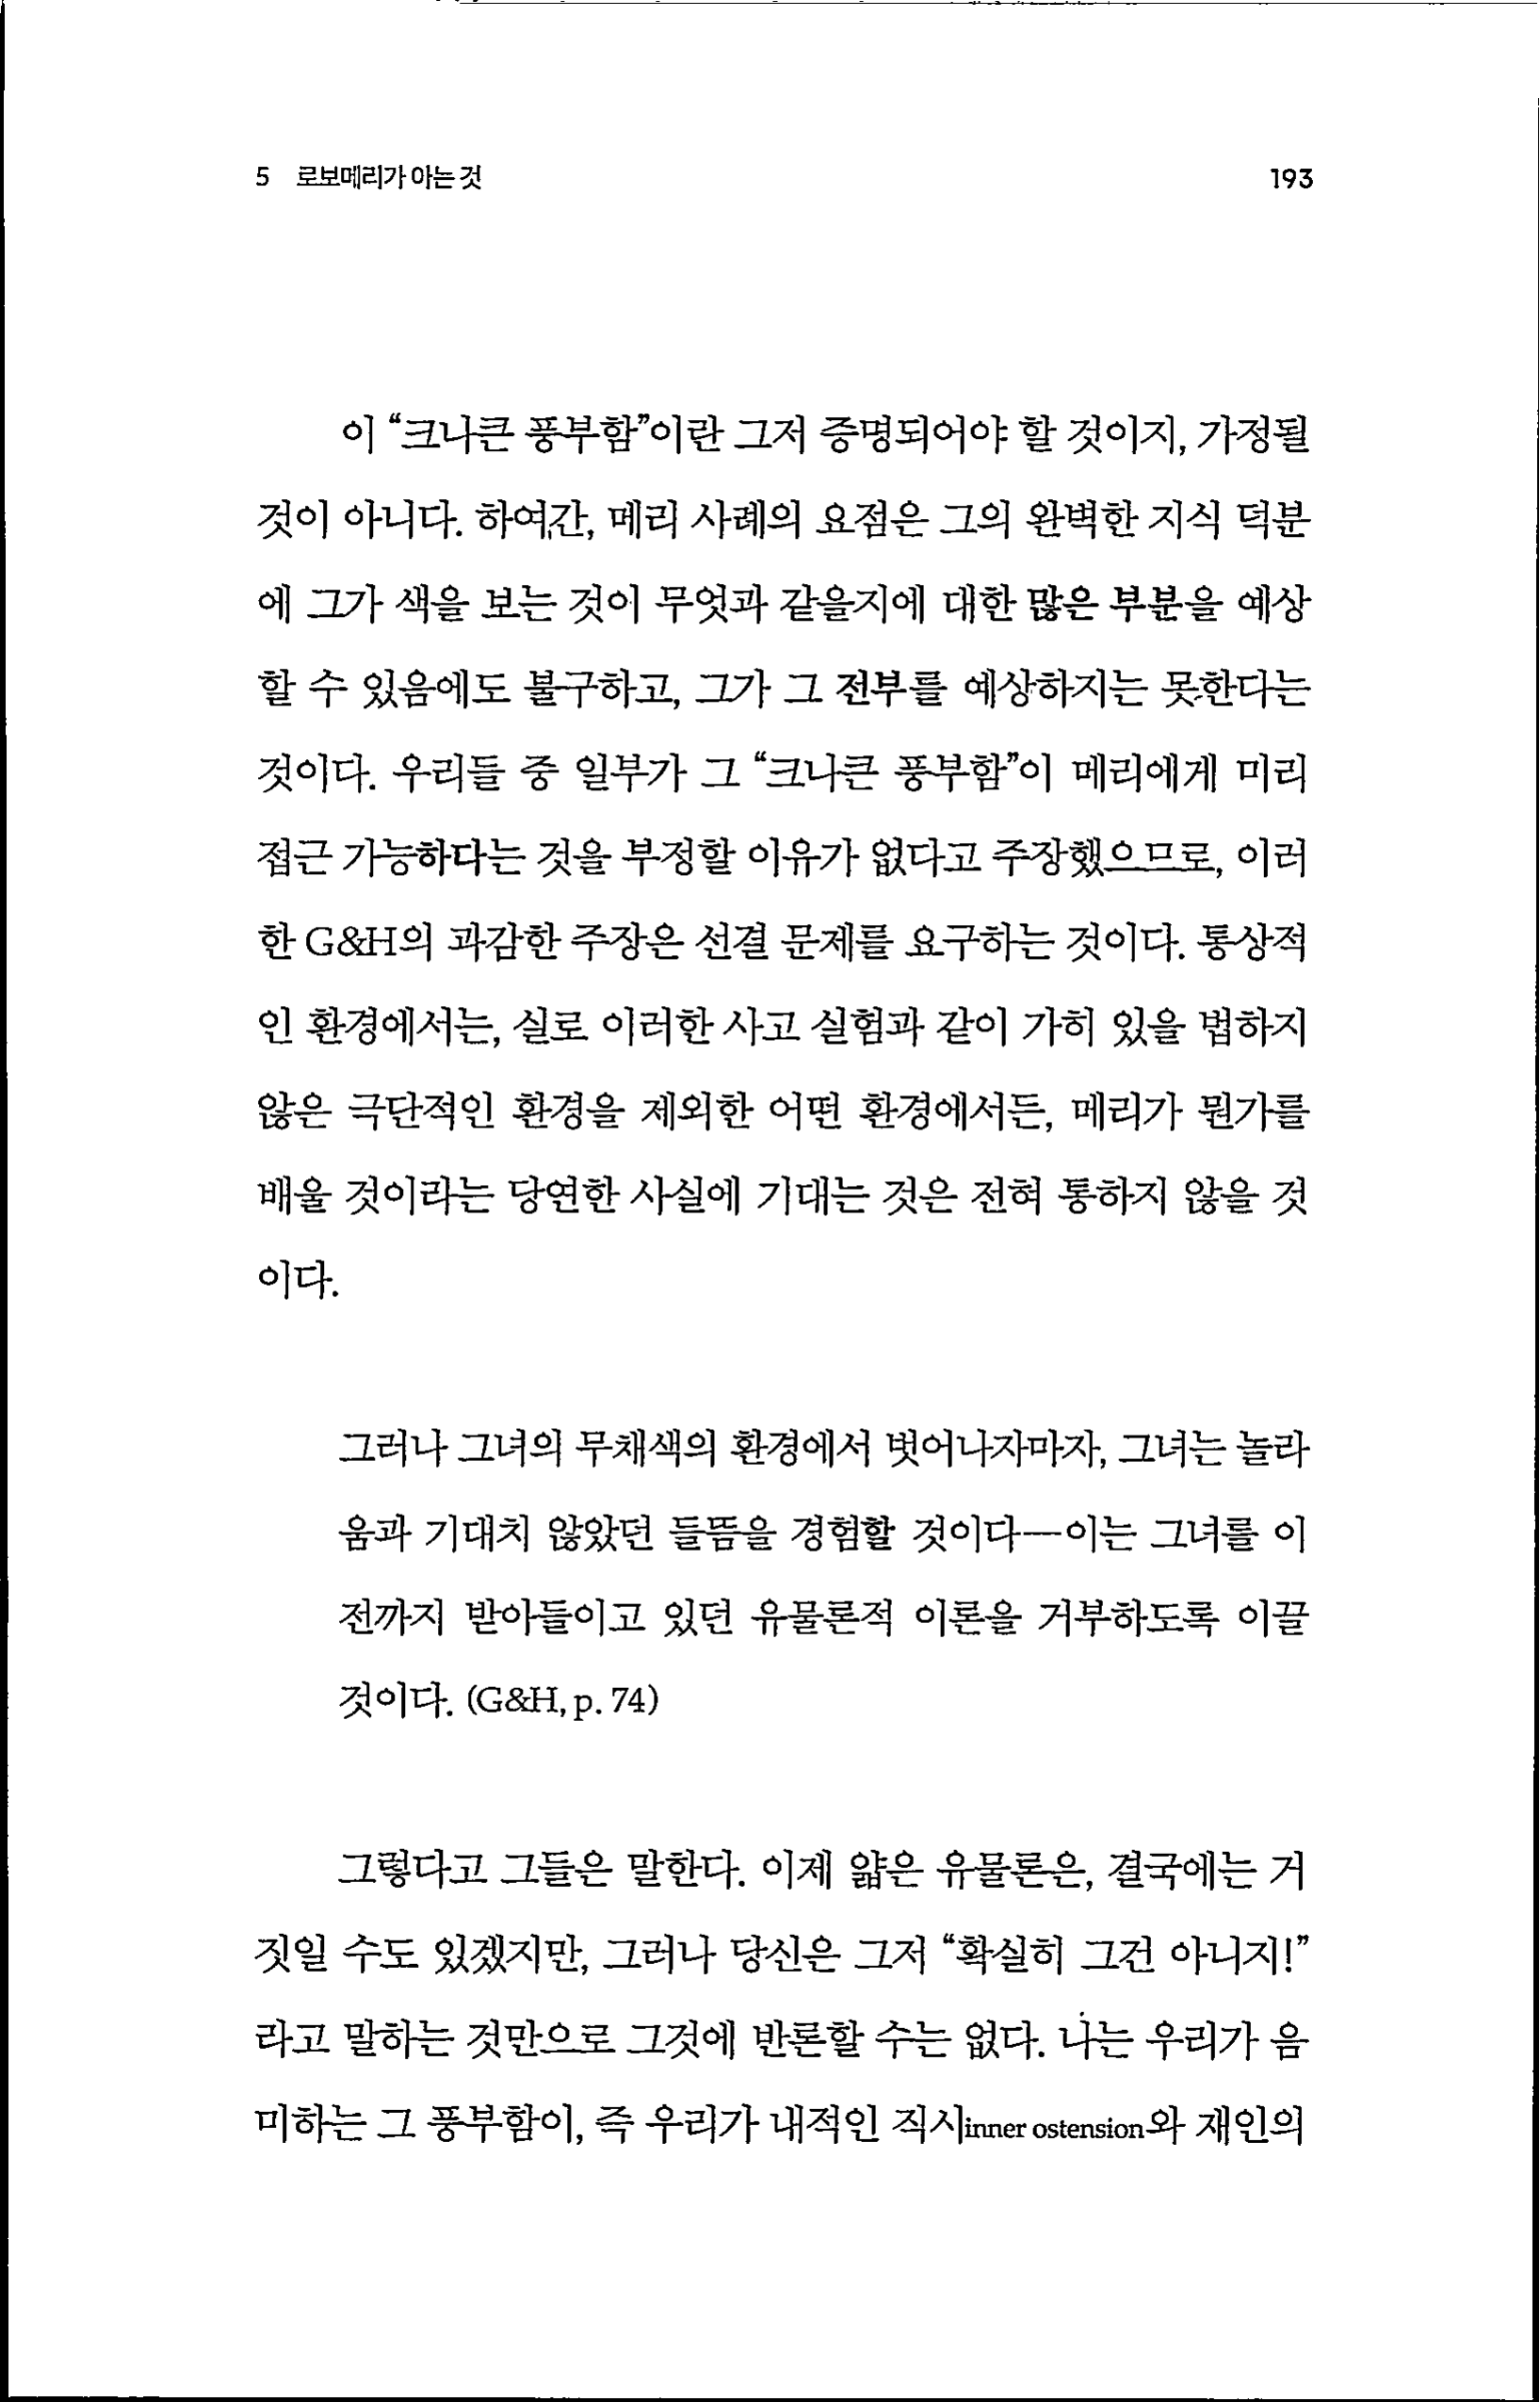 5 로보메리가 아는 것 193
이 “크나큰 풍부함”이란 그저 증명되어야 할 것이지, 가정될
것이 아니다. 하여간, 메리 사례의 요점은 그의 완벽한 지식 덕분
에 그가 색을 보는 것이 무엇과 같을지에 대한 많은 부분을 예상
할 수 있음에도 불구하고, 그가 그 전부를 예상하지는 못한다는
것이다. 우리들 중 일부가 그 “크나큰 풍부함”이 메리에게 미리
접근 가능하다는 것을 부정할 이유가 없다고 주장했으므로, 이러
한 G&H의 과감한 주장은 선결 문제를 요구하는 것이다. 통상적
인 환경에서는, 실로 이러한 사고 실험과 같이 가히 있을 법하지
않은 극단적인 환경을 제외한 어떤 환경에서든, 메리가 뭔가를
배울 것이라는 당연한 사실에 기대는 것은 전혀 통하지 않을 것
이다.
그러나 그녀의 무채색의 환경에서 벗어나자마자, 그녀는 놀라
움과 기대치 않았던 들뜸을 경험할 것이다—이는 그녀를 이
전까지 받아들이고 있던 유물론적 이론을 거부하도록 이끌
것이다. (G&H, p. 74)
그렇다고 그들은 말한다. 이제 얇은 유물론은, 결국에는 거
짓일 수도 있겠지만, 그러나 당신은 그저 “확실히 그건 아니지!”
라고 말하는 것만으로 그것에 반론할 수는 없다. 나는 우리가 음
미하는 그 풍부함이, 즉 우리가 내적인 직시inner ostension와 재인의